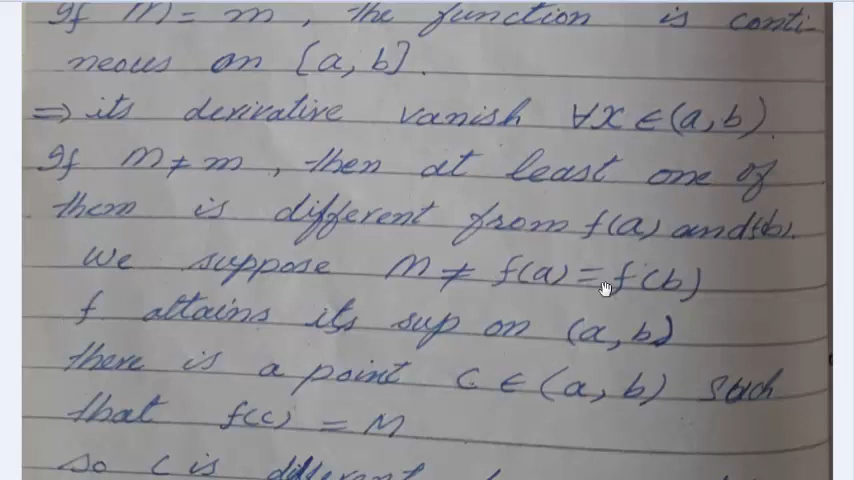 If M = m, the function is conti-
neous on [a, b].
⇒ its derivative vanish ∀x ∈ (a, b).
If M ≠ m, then at least one of
them is different from f(a) and f(b).
We suppose M ≠ f(a) = f(b)
f attains its sup on (a, b)
there is a point C ∈ (a, b) such
that f(c) = M
So C is different